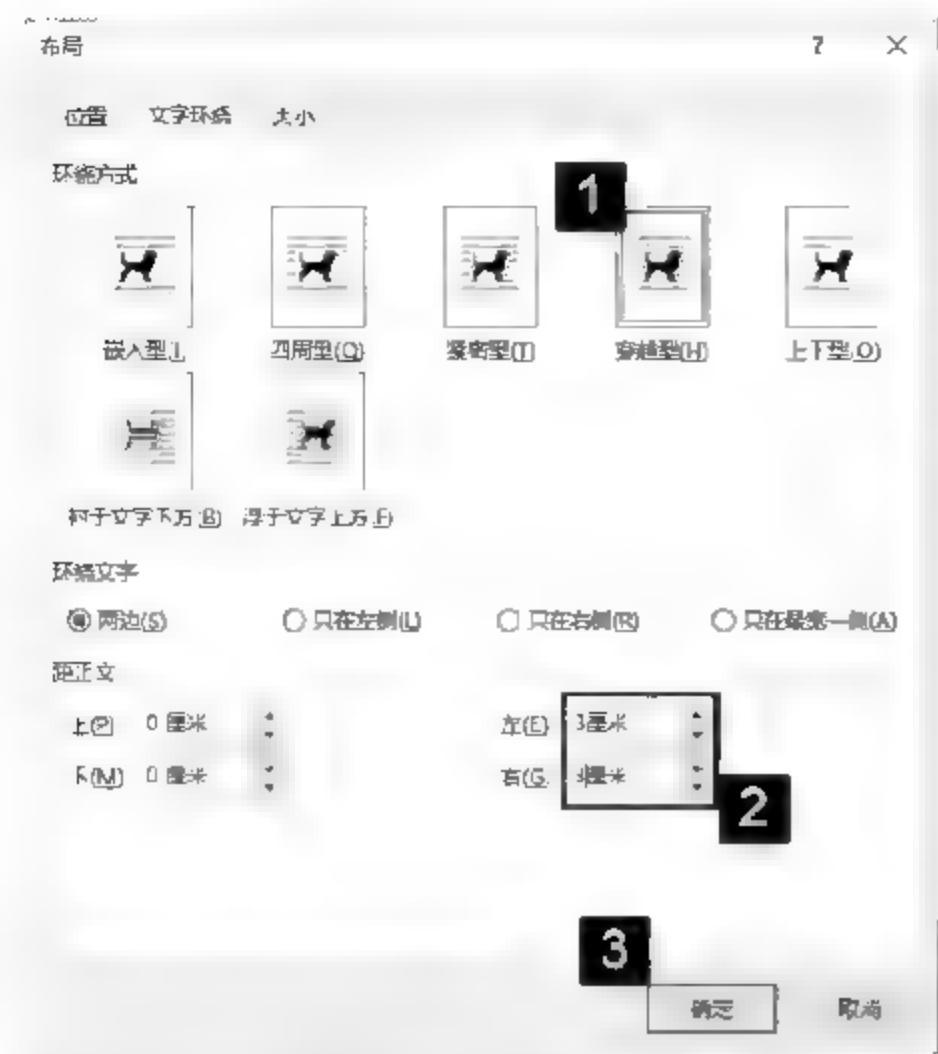 布局 ? ×
位置 文字环绕 大小
环绕方式
1
嵌入型(I) 四周型(Q) 紧密型(T) 穿越型(H) 上下型(O)
衬于文字下方(B) 浮于文字上方(F)
环绕文字
两边(S) 只在左侧(L) 只在右侧(R) 只在最宽一侧(A)
距正文
上(P) 0 厘米 左(E) 3厘米
下(M) 0 厘米 右(G) 厘米
2
3
确定 取消